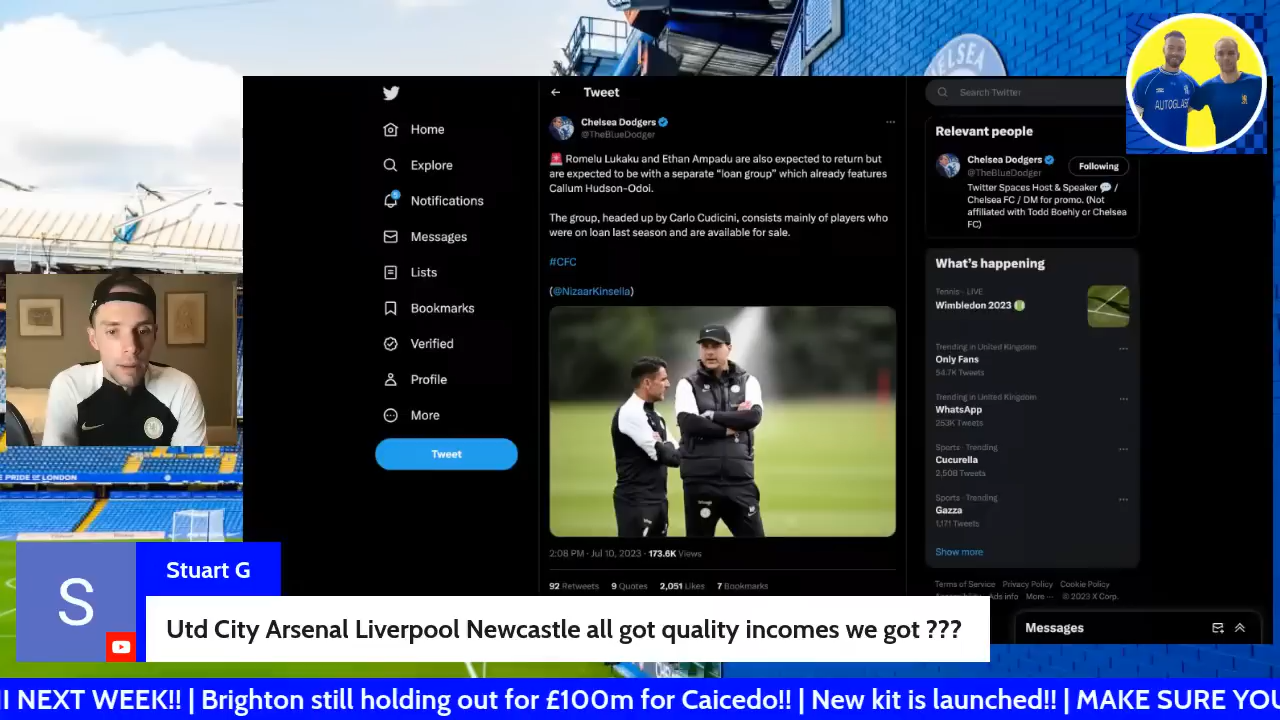 CHELSEA
AUTOGLASS
Tweet
Search Twitter
Home
Explore
Notifications
Messages
Lists
Bookmarks
Verified
Profile
More
Tweet
Chelsea Dodgers
@TheBlueDodger
🚨 Romelu Lukaku and Ethan Ampadu are also expected to return but
are expected to be with a separate “loan group” which already features
Callum Hudson-Odoi.
The group, headed up by Carlo Cudicini, consists mainly of players who
were on loan last season and are available for sale.
#CFC
(@NizaarKinsella)
2:08 PM · Jul 10, 2023 · 173.6K Views
92 Retweets 9 Quotes 2,051 Likes 7 Bookmarks
Relevant people
Chelsea Dodgers
@TheBlueDodger
Following
Twitter Spaces Host & Speaker 💬 /
Chelsea FC / DM for promo. (Not
affiliated with Todd Boehly or Chelsea
FC)
What's happening
Tennis · LIVE
Wimbledon 2023
Trending in United Kingdom
Only Fans
54.7K Tweets
Trending in United Kingdom
WhatsApp
253K Tweets
Sports · Trending
Cucurella
2,508 Tweets
Sports · Trending
Gazza
1,171 Tweets
Show more
Terms of Service Privacy Policy Cookie Policy
Ads info More ··· © 2023 X Corp.
Messages
E PRIDE OF LONDON
S
Stuart G
Utd City Arsenal Liverpool Newcastle all got quality incomes we got ???
!! NEXT WEEK!! | Brighton still holding out for £100m for Caicedo!! | New kit is launched!! | MAKE SURE YOU